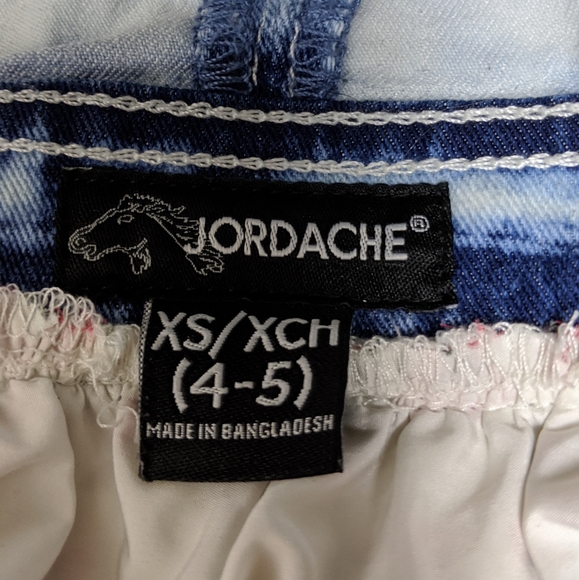 JORDACHE®
XS/XCH
(4-5)
MADE IN BANGLADESH